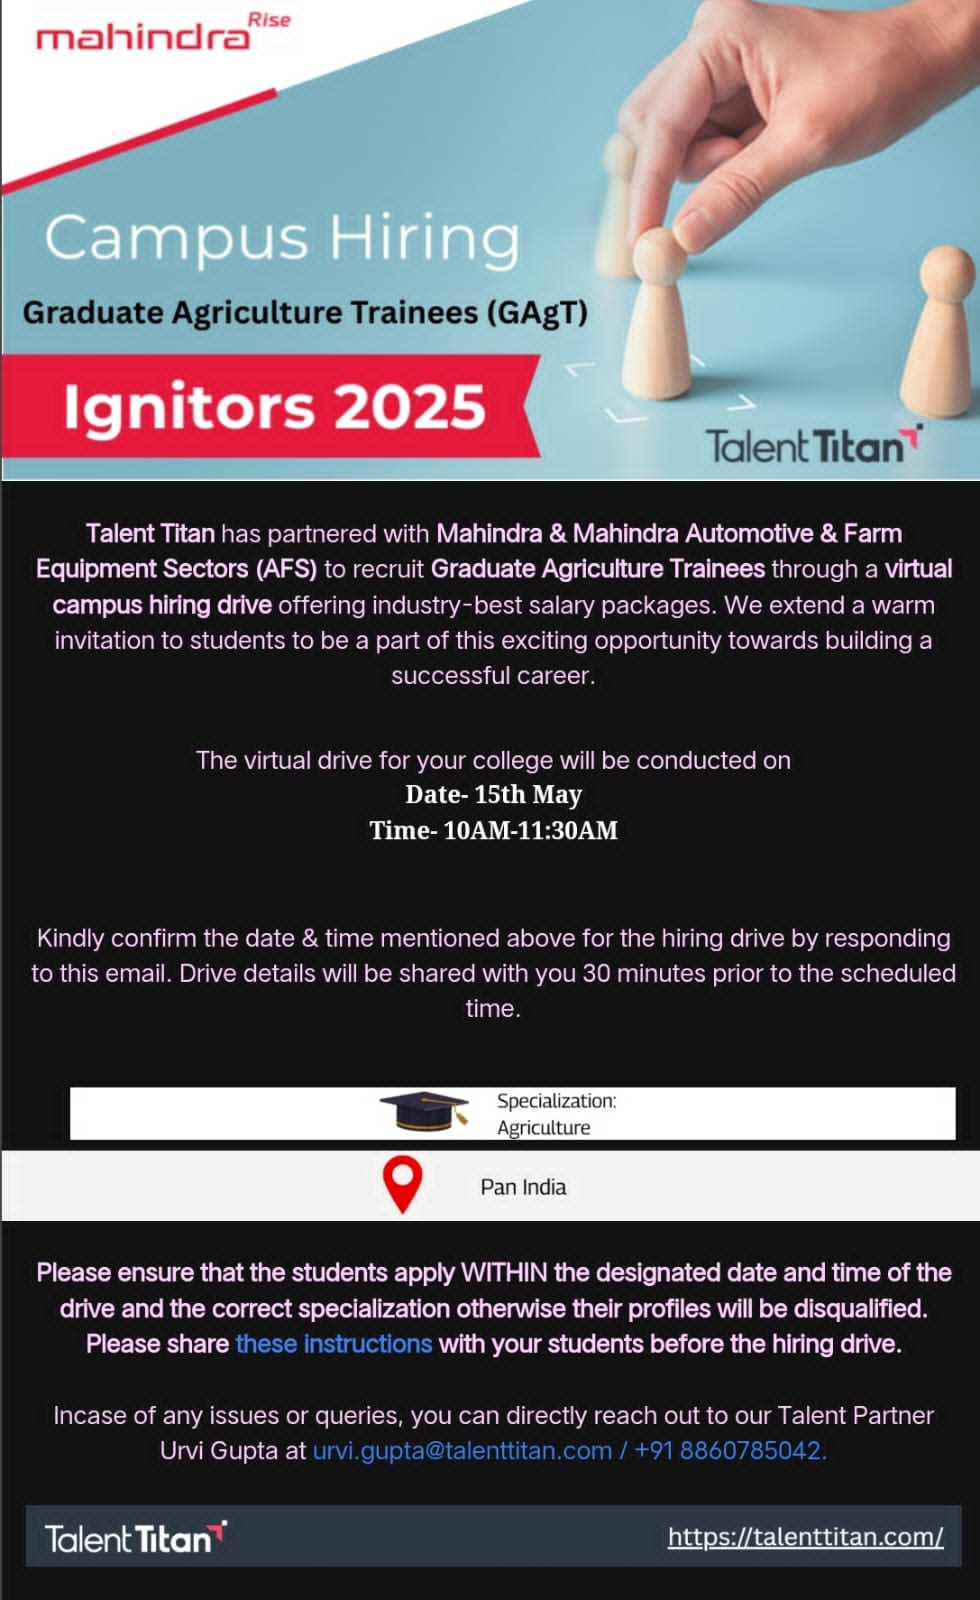 mahindra Rise
Campus Hiring
Graduate Agriculture Trainees (GAgT)
Ignitors 2025
Talent Titan
Talent Titan has partnered with Mahindra & Mahindra Automotive & Farm
Equipment Sectors (AFS) to recruit Graduate Agriculture Trainees through a virtual
campus hiring drive offering industry-best salary packages. We extend a warm
invitation to students to be a part of this exciting opportunity towards building a
successful career.
The virtual drive for your college will be conducted on
Date- 15th May
Time- 10AM-11:30AM
Kindly confirm the date & time mentioned above for the hiring drive by responding
to this email. Drive details will be shared with you 30 minutes prior to the scheduled
time.
Specialization:
Agriculture
Pan India
Please ensure that the students apply WITHIN the designated date and time of the
drive and the correct specialization otherwise their profiles will be disqualified.
Please share these instructions with your students before the hiring drive.
Incase of any issues or queries, you can directly reach out to our Talent Partner
Urvi Gupta at urvi.gupta@talenttitan.com / +91 8860785042.
Talent Titan
https://talenttitan.com/